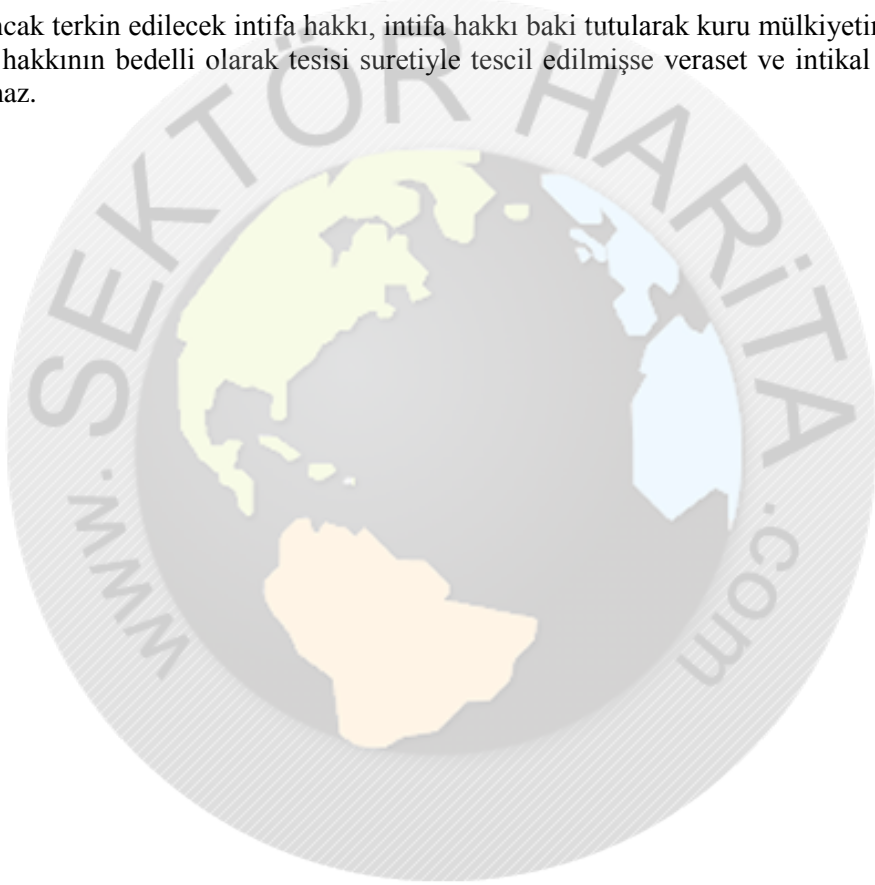 ncak terkin edilecek intifa hakkı, intifa hakkı baki tutularak kuru mülkiyetin
hakkının bedelli olarak tesisi suretiyle tescil edilmişse veraset ve intikal
naz.
SEKTÖR HARİTA
www. .com